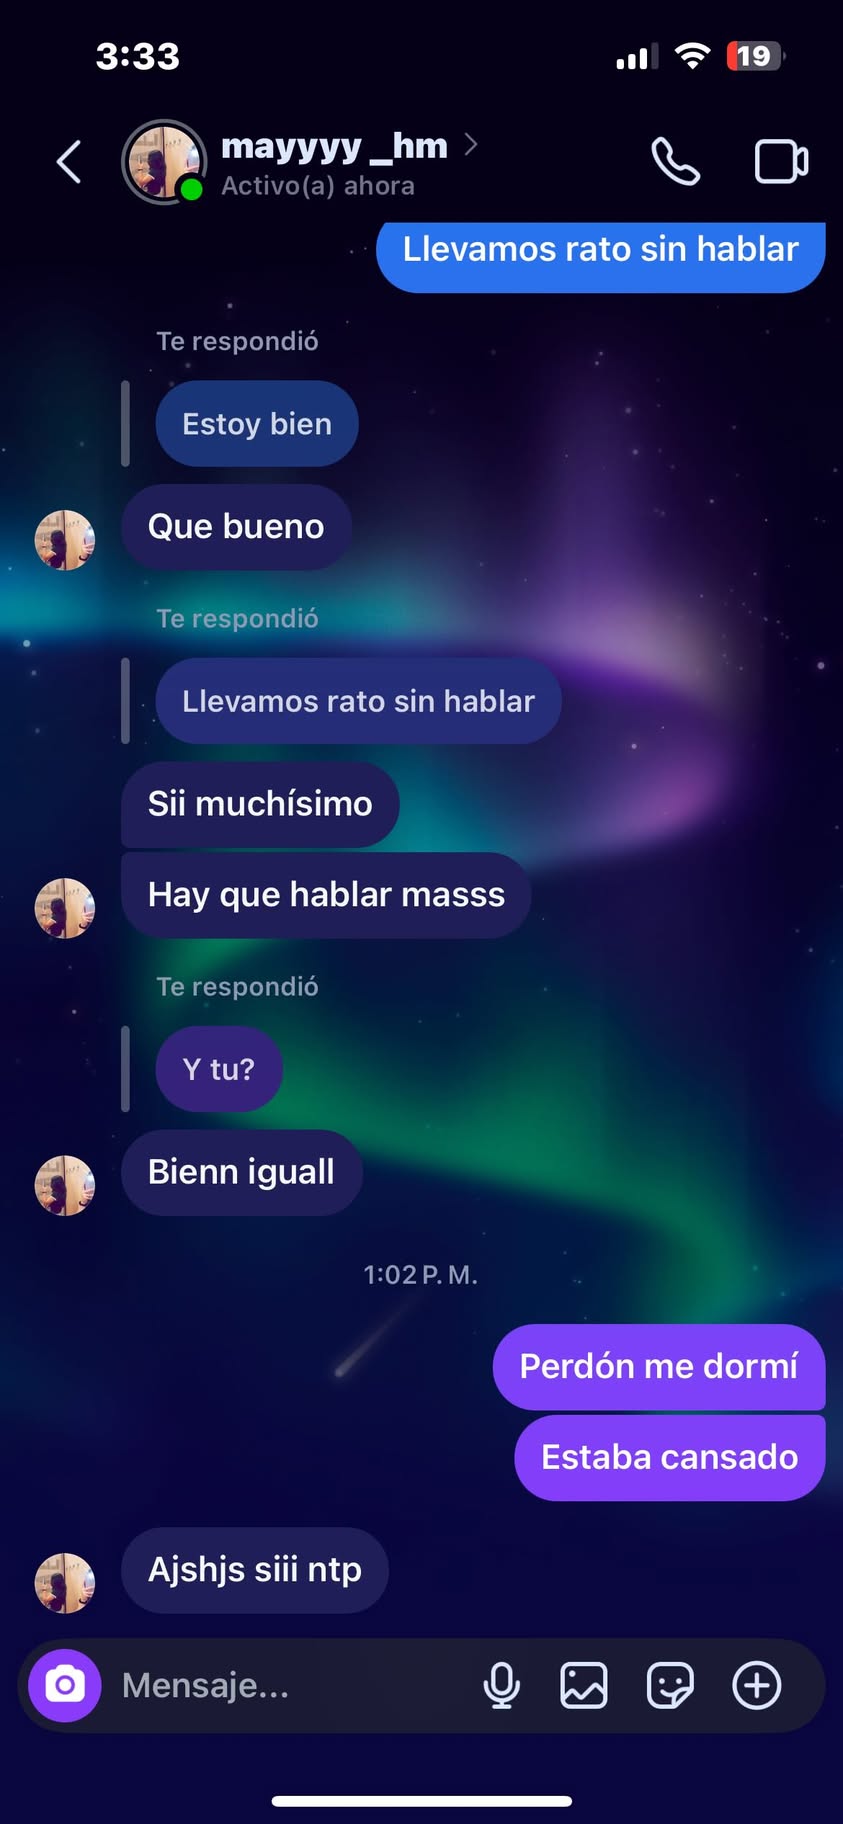 3:33
19
mayyyy _hm
Activo(a) ahora
Llevamos rato sin hablar
Te respondió
Estoy bien
Que bueno
Te respondió
Llevamos rato sin hablar
Sii muchísimo
Hay que hablar masss
Te respondió
Y tu?
Bienn iguall
1:02 P. M.
Perdón me dormí
Estaba cansado
Ajshjs siii ntp
Mensaje...